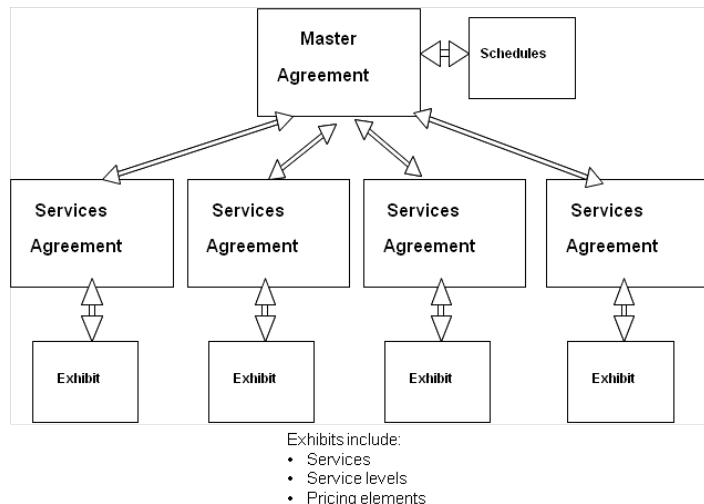 Master
Agreement
Schedules
Services
Agreement
Services
Agreement
Services
Agreement
Services
Agreement
Exhibit
Exhibit
Exhibit
Exhibit
Exhibits include:
• Services
• Service levels
• Pricing elements